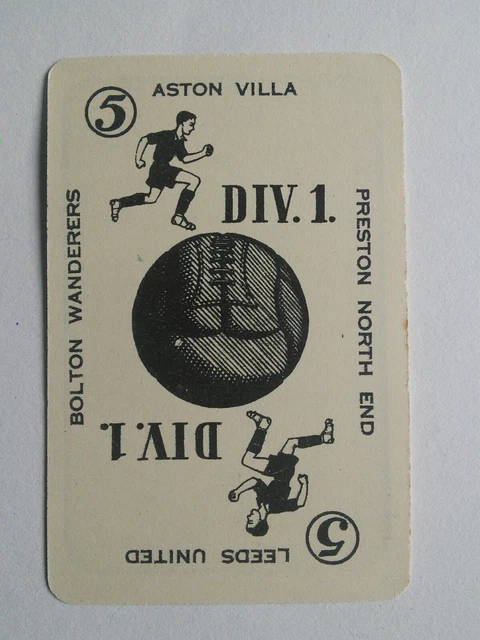 5
ASTON VILLA
DIV. 1.
BOLTON WANDERERS
PRESTON NORTH END
DIV. 1.
LEEDS UNITED
5